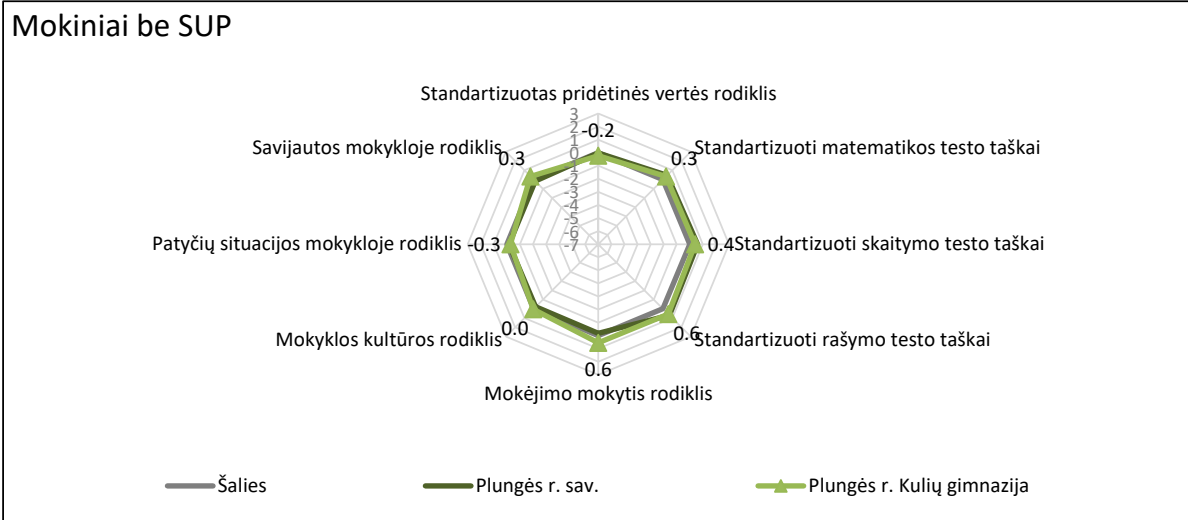 Mokiniai be SUP
Standartizuotas pridėtinės vertės rodiklis
3
2
1
0
-1
-2
-3
-4
-5
-6
-7
-0.2
Savijautos mokykloje rodiklis
0.3
0.3
Standartizuoti matematikos testo taškai
Patyčių situacijos mokykloje rodiklis
-0.3
0.4
Standartizuoti skaitymo testo taškai
Mokyklos kultūros rodiklis
0.0
0.6
Standartizuoti rašymo testo taškai
0.6
Mokėjimo mokytis rodiklis
Šalies
Plungės r. sav.
Plungės r. Kulių gimnazija